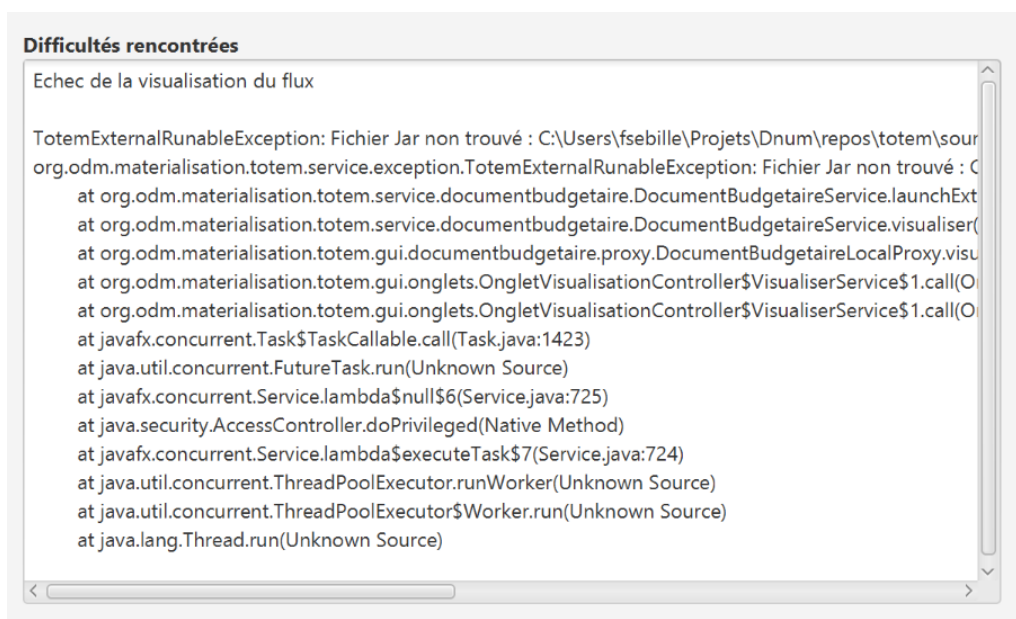 Difficultés rencontrées
Echec de la visualisation du flux
TotemExternalRunableException: Fichier Jar non trouvé : C:\Users\fsebille\Projets\Dnum\repos\totem\sour
org.odm.materialisation.totem.service.exception.TotemExternalRunableException: Fichier Jar non trouvé : C
at org.odm.materialisation.totem.service.documentbudgetaire.DocumentBudgetaireService.launchExt
at org.odm.materialisation.totem.service.documentbudgetaire.DocumentBudgetaireService.visualiser(
at org.odm.materialisation.totem.gui.documentbudgetaire.proxy.DocumentBudgetaireLocalProxy.visu
at org.odm.materialisation.totem.gui.onglets.OngletVisualisationController$VisualiserService$1.call(O
at org.odm.materialisation.totem.gui.onglets.OngletVisualisationController$VisualiserService$1.call(O
at javafx.concurrent.Task$TaskCallable.call(Task.java:1423)
at java.util.concurrent.FutureTask.run(Unknown Source)
at javafx.concurrent.Service.lambda$null$6(Service.java:725)
at java.security.AccessController.doPrivileged(Native Method)
at javafx.concurrent.Service.lambda$executeTask$7(Service.java:724)
at java.util.concurrent.ThreadPoolExecutor.runWorker(Unknown Source)
at java.util.concurrent.ThreadPoolExecutor$Worker.run(Unknown Source)
at java.lang.Thread.run(Unknown Source)